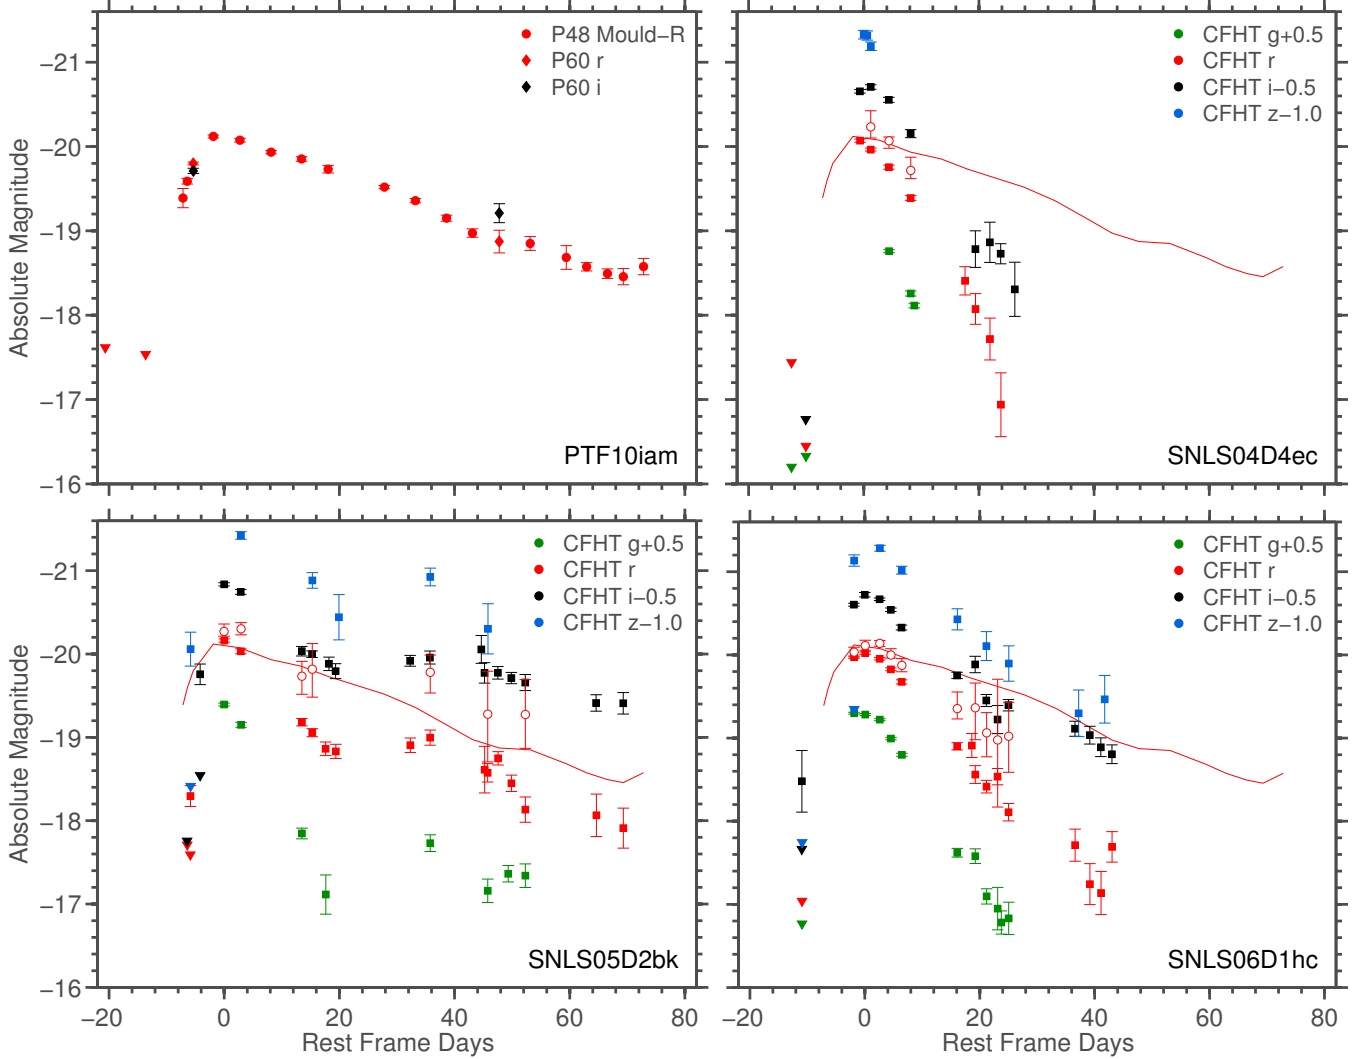 P48 Mould−R
P60 r
P60 i
−21
−20
−19
−18
−17
−16
Absolute Magnitude
PTF10iam
CFHT g+0.5
CFHT r
CFHT i−0.5
CFHT z−1.0
SNLS04D4ec
CFHT g+0.5
CFHT r
CFHT i−0.5
CFHT z−1.0
−21
−20
−19
−18
−17
−16
Absolute Magnitude
SNLS05D2bk
−20
0
20
40
60
80
Rest Frame Days
CFHT g+0.5
CFHT r
CFHT i−0.5
CFHT z−1.0
SNLS06D1hc
−20
0
20
40
60
80
Rest Frame Days